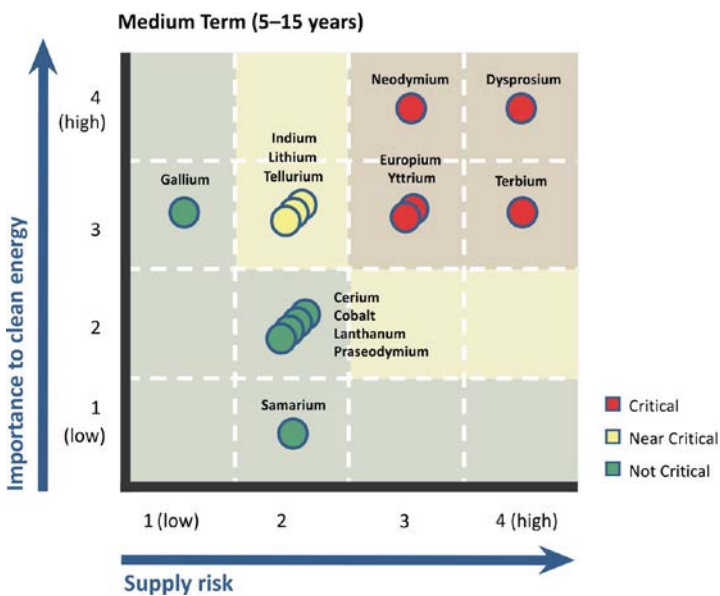 Medium Term (5–15 years)
Importance to clean energy
4
(high)
3
2
1
(low)
Neodymium
Dysprosium
Indium
Lithium
Tellurium
Gallium
Europium
Yttrium
Terbium
Cerium
Cobalt
Lanthanum
Praseodymium
Samarium
Critical
Near Critical
Not Critical
1 (low)
2
3
4 (high)
Supply risk